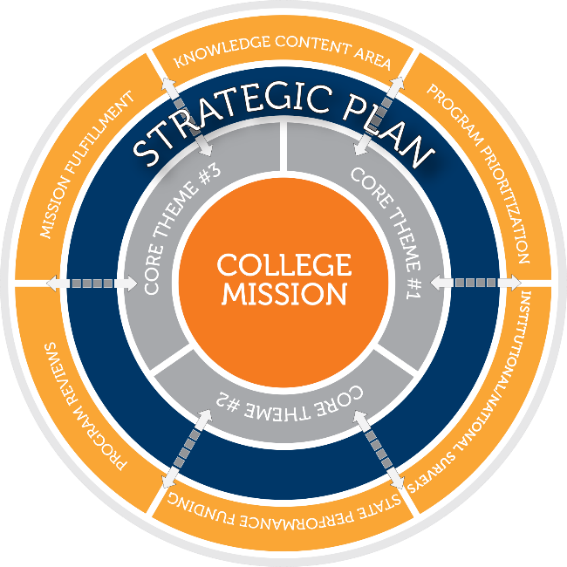 KNOWLEDGE CONTENT AREA
PROGRAM PRIORITIZATION
INSTITUTIONAL/NATIONAL SURVEYS
STATE PERFORMANCE FUNDING
PROGRAM REVIEWS
MISSION FULFILLMENT
STRATEGIC PLAN
CORE THEME #1
CORE THEME #2
CORE THEME #3
COLLEGE
MISSION